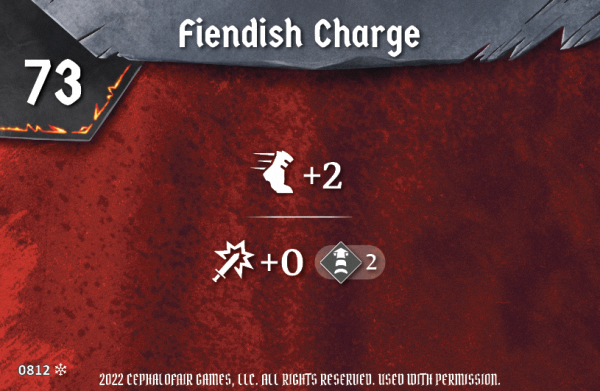 Fiendish Charge
73
+2
+0 2
0812
2022 CEPHALOFAIR GAMES, LLC. ALL RIGHTS RESERVED. USED WITH PERMISSION.